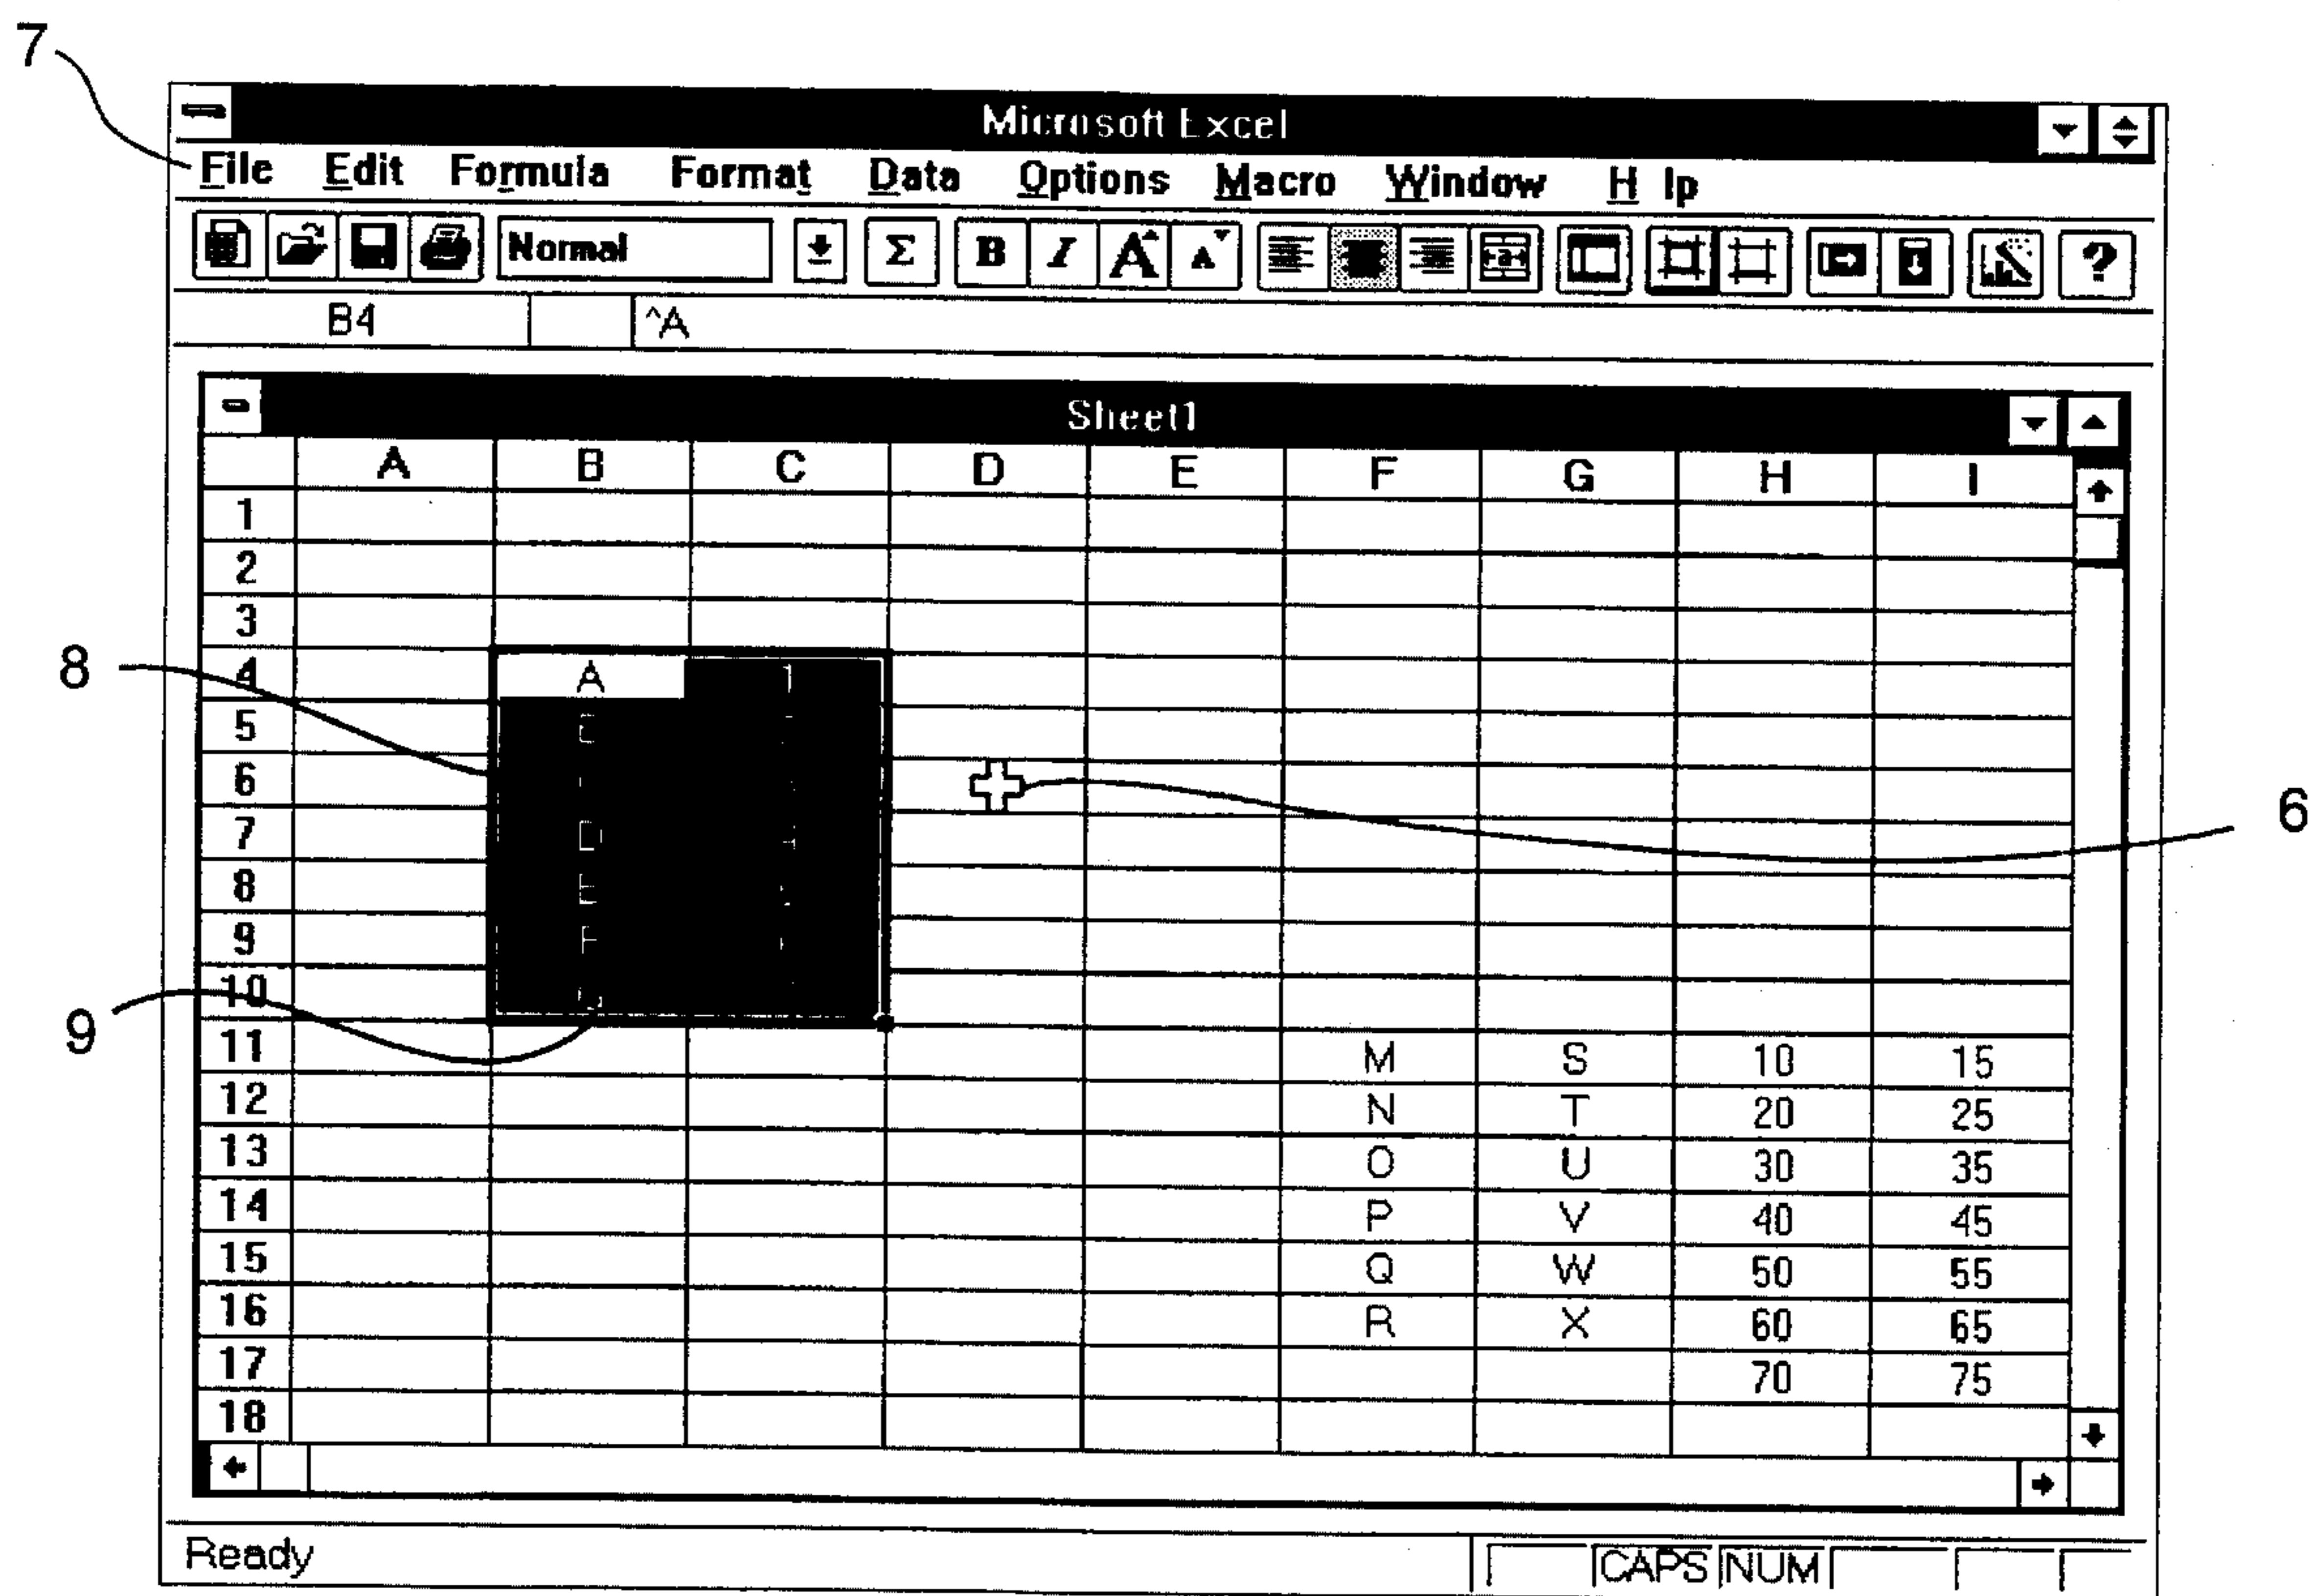 7
Microsoft Excel
File Edit Formula Format Data Options Macro Window H lp
Normal Σ B I A A a ?
B4 ^A
Sheet1
A B C D E F G H I
1
2
3
8 4 A 1
5
6 6
7 D
8 E
9 F
9 10
11 M S 10 15
12 N T 20 25
13 O U 30 35
14 P V 40 45
15 Q W 50 55
16 R X 60 65
17 70 75
18
Ready CAPS NUM